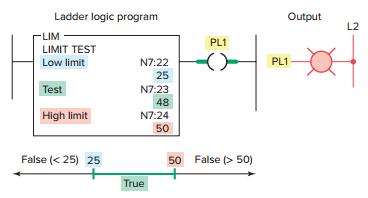 Ladder logic program
Output
LIM
LIMIT TEST
Low limit N7:22
25
Test N7:23
48
High limit N7:24
50
PL1
L2
PL1
False (< 25) 25 50 False (> 50)
True